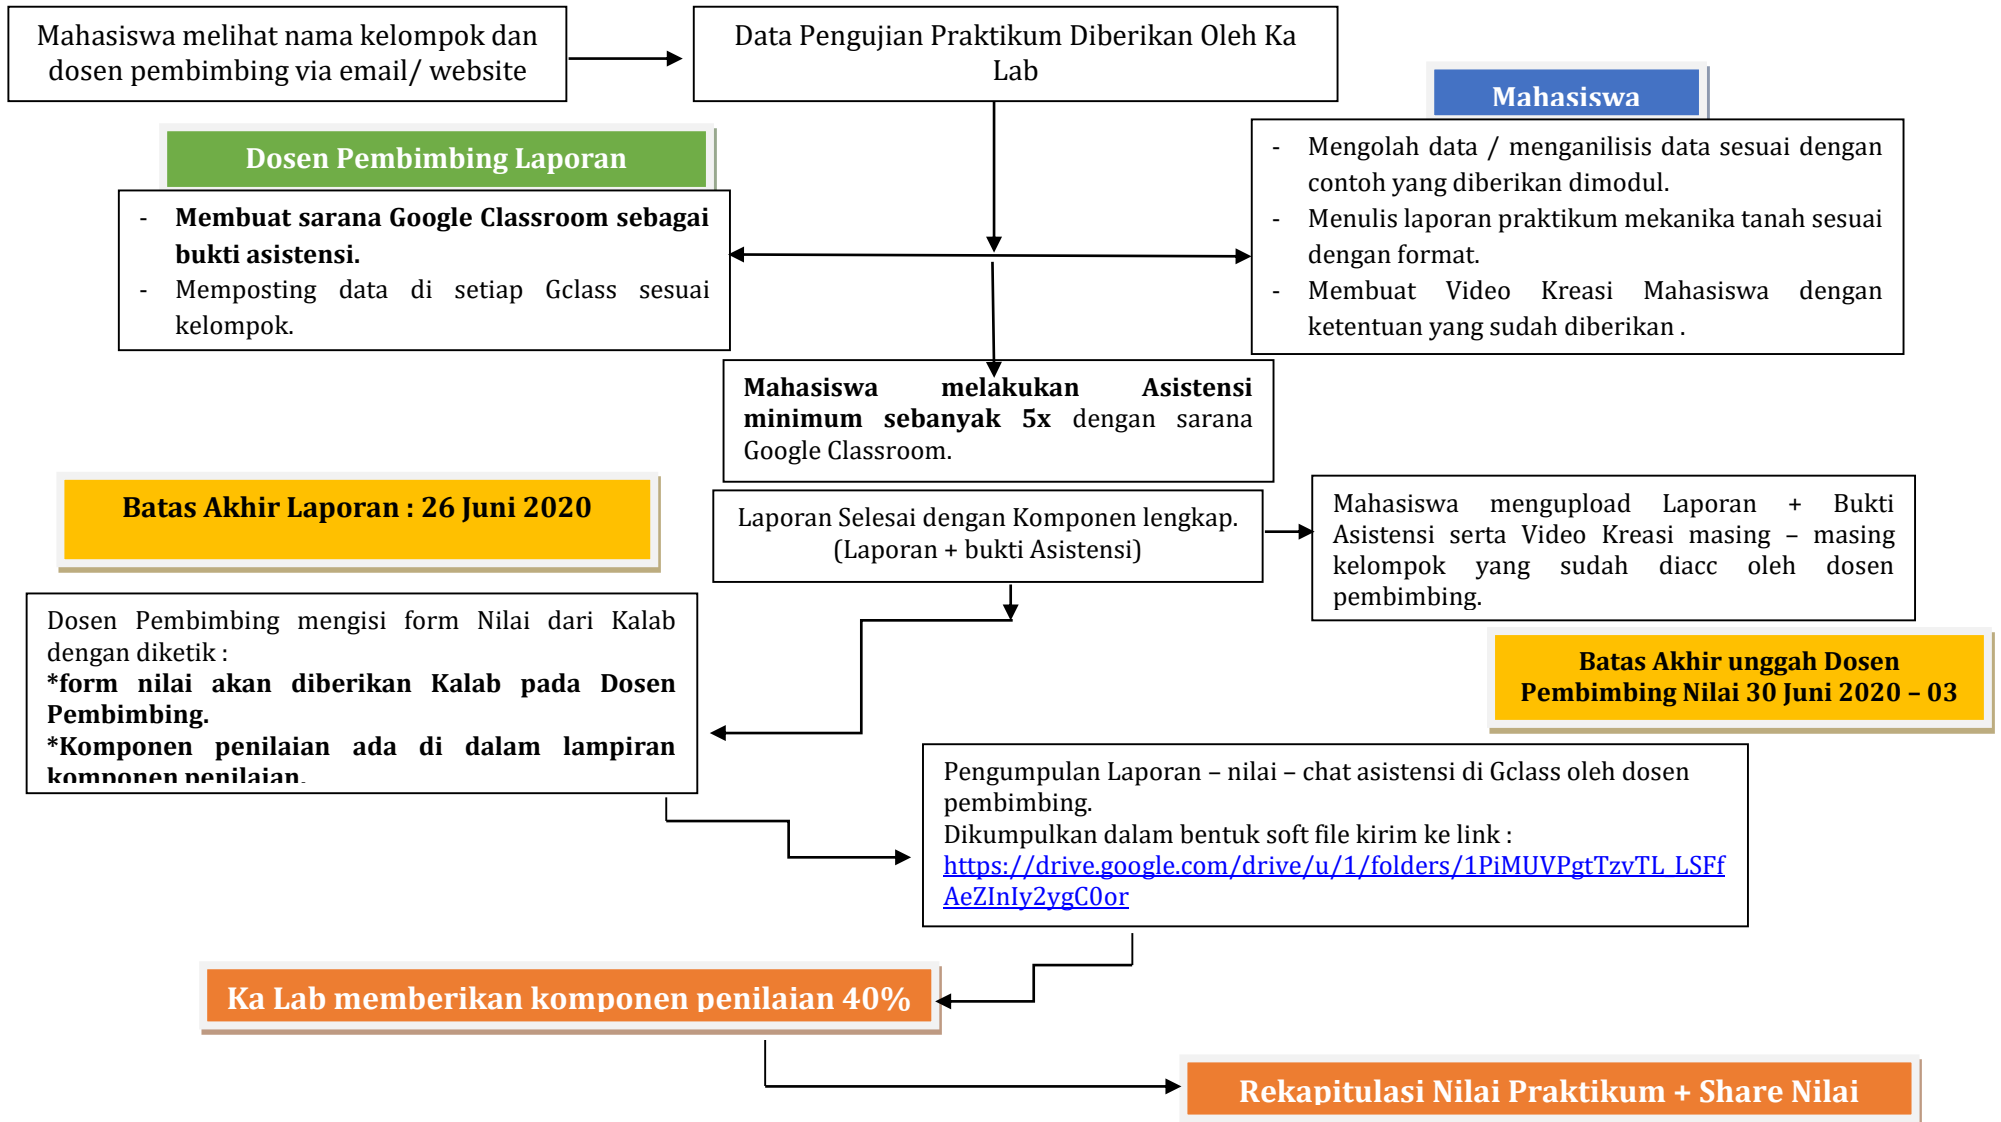 Mahasiswa melihat nama kelompok dan
dosen pembimbing via email/ website
Data Pengujian Praktikum Diberikan Oleh Ka
Lab
Mahasiswa
- Mengolah data / menganilisis data sesuai dengan
contoh yang diberikan dimodul.
- Menulis laporan praktikum mekanika tanah sesuai
dengan format.
- Membuat Video Kreasi Mahasiswa dengan
ketentuan yang sudah diberikan .
Dosen Pembimbing Laporan
- Membuat sarana Google Classroom sebagai
bukti asistensi.
- Memposting data di setiap Gclass sesuai
kelompok.
Mahasiswa melakukan Asistensi
minimum sebanyak 5x dengan sarana
Google Classroom.
Batas Akhir Laporan : 26 Juni 2020
Laporan Selesai dengan Komponen lengkap.
(Laporan + bukti Asistensi)
Mahasiswa mengupload Laporan + Bukti
Asistensi serta Video Kreasi masing – masing
kelompok yang sudah diacc oleh dosen
pembimbing.
Dosen Pembimbing mengisi form Nilai dari Kalab
dengan diketik :
*form nilai akan diberikan Kalab pada Dosen
Pembimbing.
*Komponen penilaian ada di dalam lampiran
komponen penilaian.
Batas Akhir unggah Dosen
Pembimbing Nilai 30 Juni 2020 – 03
Pengumpulan Laporan – nilai – chat asistensi di Gclass oleh dosen
pembimbing.
Dikumpulkan dalam bentuk soft file kirim ke link :
https://drive.google.com/drive/u/1/folders/1PiMUVPgtTzvTL_LSFf
AeZInIy2ygC0or
Ka Lab memberikan komponen penilaian 40%
Rekapitulasi Nilai Praktikum + Share Nilai